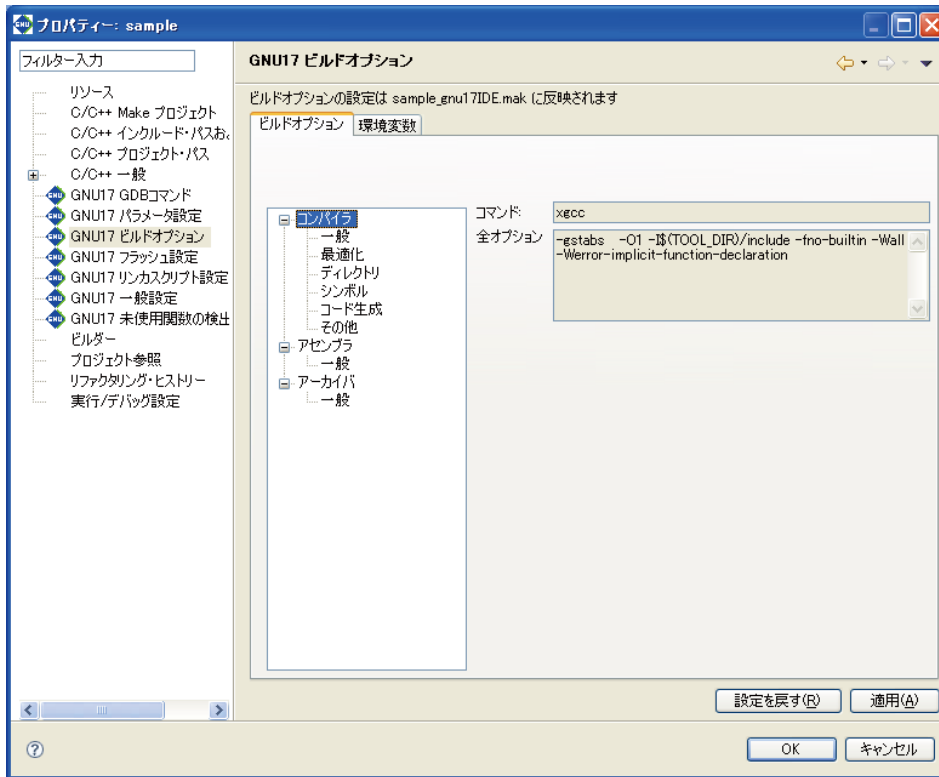 プロパティー: sample
フィルター入力
リソース
C/C++ Make プロジェクト
C/C++ インクルード・パスお
C/C++ プロジェクト・パス
C/C++ 一般
GNU17 GDBコマンド
GNU17 パラメータ設定
GNU17 ビルドオプション
GNU17 フラッシュ設定
GNU17 リンカスクリプト設定
GNU17 一般設定
GNU17 未使用関数の検出
ビルダー
プロジェクト参照
リファクタリング・ヒストリー
実行/デバッグ設定
GNU17 ビルドオプション
ビルドオプションの設定は sample_gnu17IDE.mak に反映されます
ビルドオプション 環境変数
コンパイラ
一般
最適化
ディレクトリ
シンボル
コード生成
その他
アセンブラ
一般
アーカイバ
一般
コマンド: xgcc
全オプション -gstabs -O1 -I$(TOOL_DIR)/include -fno-builtin -Wall
-Werror-implicit-function-declaration
設定を戻す(R) 適用(A)
OK キャンセル